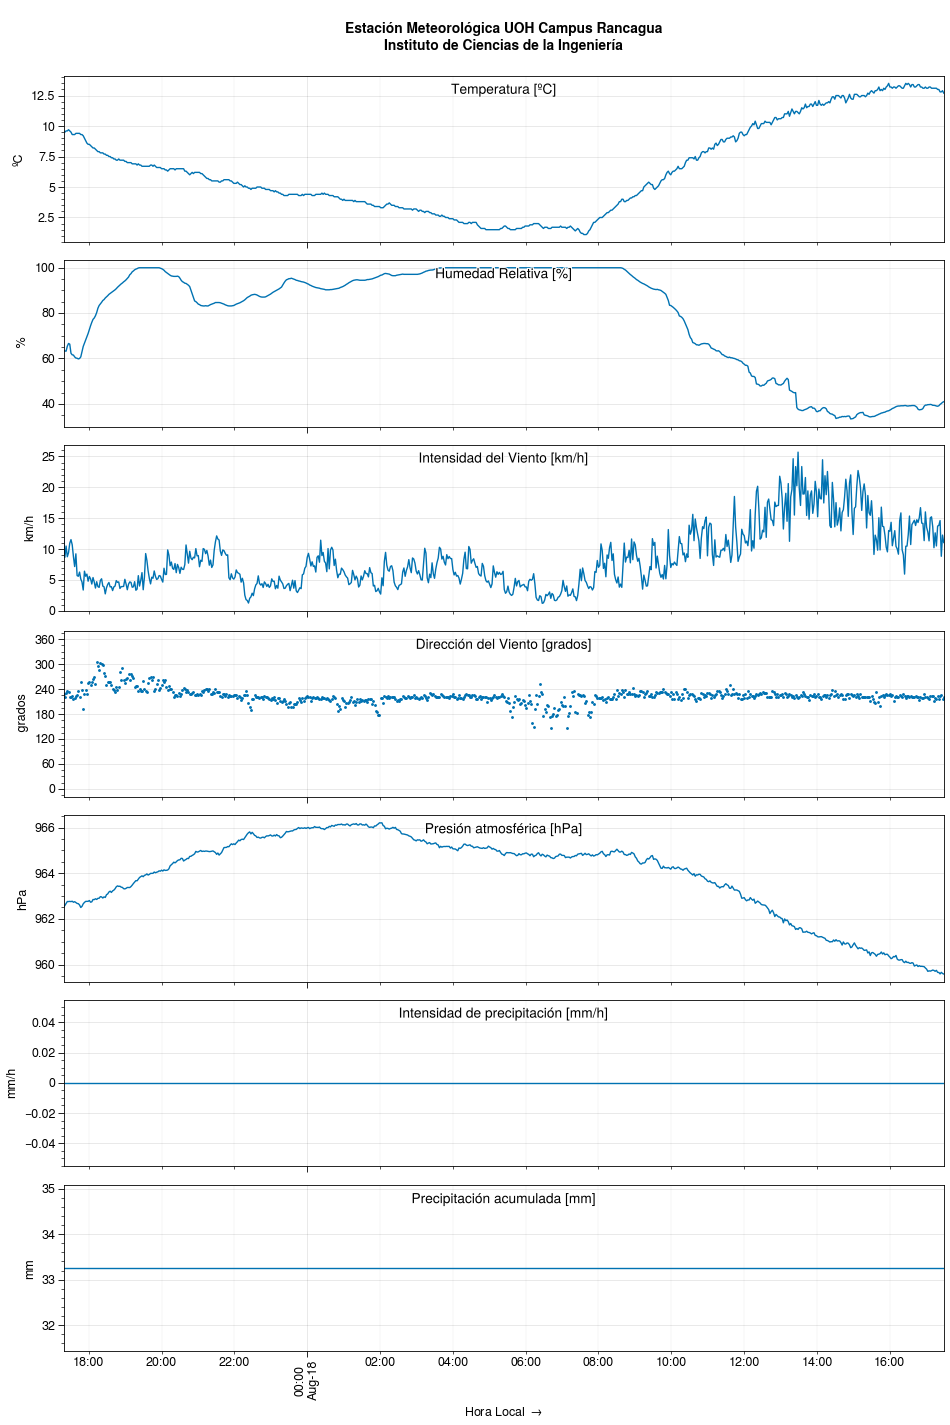 Estación Meteorológica UOH Campus Rancagua
Instituto de Ciencias de la Ingeniería
Temperatura [ºC]
ºC
12.5
10
7.5
5
2.5
Humedad Relativa [%]
%
100
80
60
40
Intensidad del Viento [km/h]
km/h
25
20
15
10
5
0
Dirección del Viento [grados]
grados
360
300
240
180
120
60
0
Presión atmosférica [hPa]
hPa
966
964
962
960
Intensidad de precipitación [mm/h]
mm/h
0.04
0.02
0
−0.02
−0.04
Precipitación acumulada [mm]
mm
35
34
33
32
18:00 20:00 22:00 00:00 02:00 04:00 06:00 08:00 10:00 12:00 14:00 16:00
Aug-18
Hora Local →